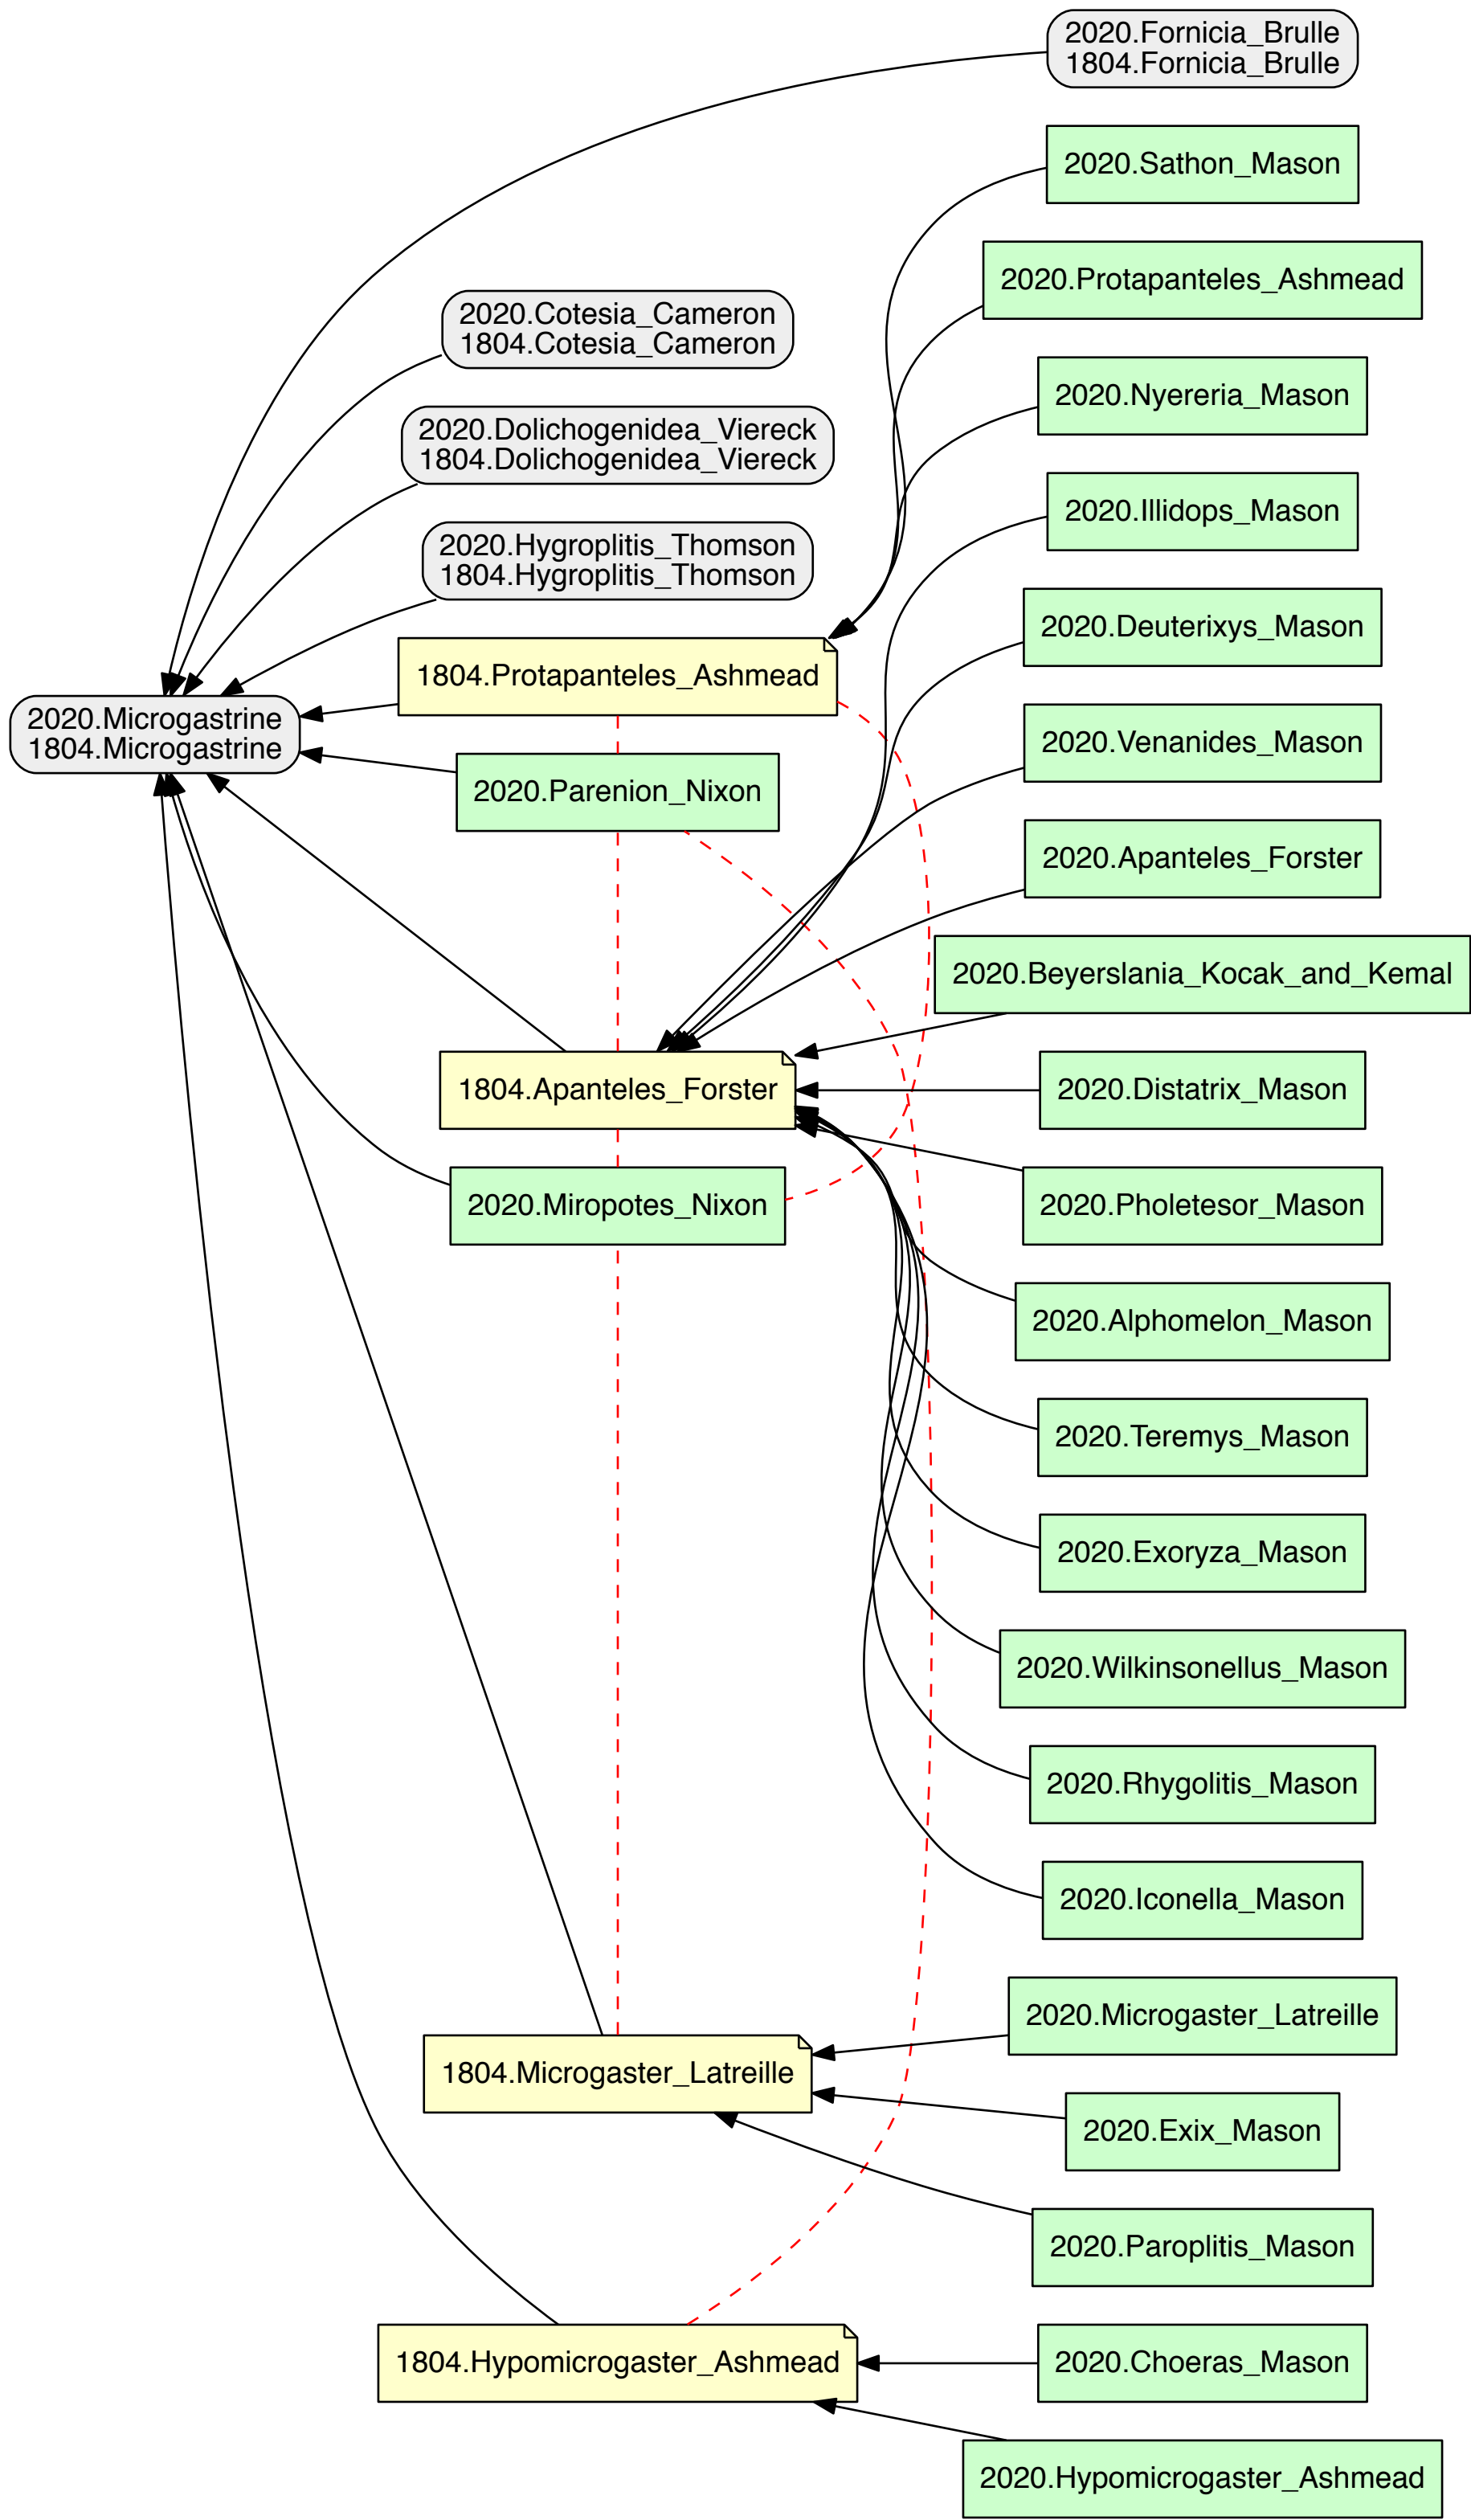 2020.Fornicia_Brulle
1804.Fornicia_Brulle
2020.Sathon_Mason
2020.Protapanteles_Ashmead
2020.Cotesia_Cameron
1804.Cotesia_Cameron
2020.Nyereria_Mason
2020.Dolichogenidea_Viereck
1804.Dolichogenidea_Viereck
2020.Illidops_Mason
2020.Hygroplitis_Thomson
1804.Hygroplitis_Thomson
2020.Deuterixys_Mason
1804.Protapanteles_Ashmead
2020.Microgastrine
1804.Microgastrine
2020.Venanides_Mason
2020.Parenion_Nixon
2020.Apanteles_Forster
2020.Beyerslania_Kocak_and_Kemal
1804.Apanteles_Forster
2020.Distatrix_Mason
2020.Miropotes_Nixon
2020.Pholetesor_Mason
2020.Alphomelon_Mason
2020.Teremys_Mason
2020.Exoryza_Mason
2020.Wilkinsonellus_Mason
2020.Rhygolitis_Mason
2020.Iconella_Mason
2020.Microgaster_Latreille
1804.Microgaster_Latreille
2020.Exix_Mason
2020.Paroplitis_Mason
1804.Hypomicrogaster_Ashmead
2020.Choeras_Mason
2020.Hypomicrogaster_Ashmead